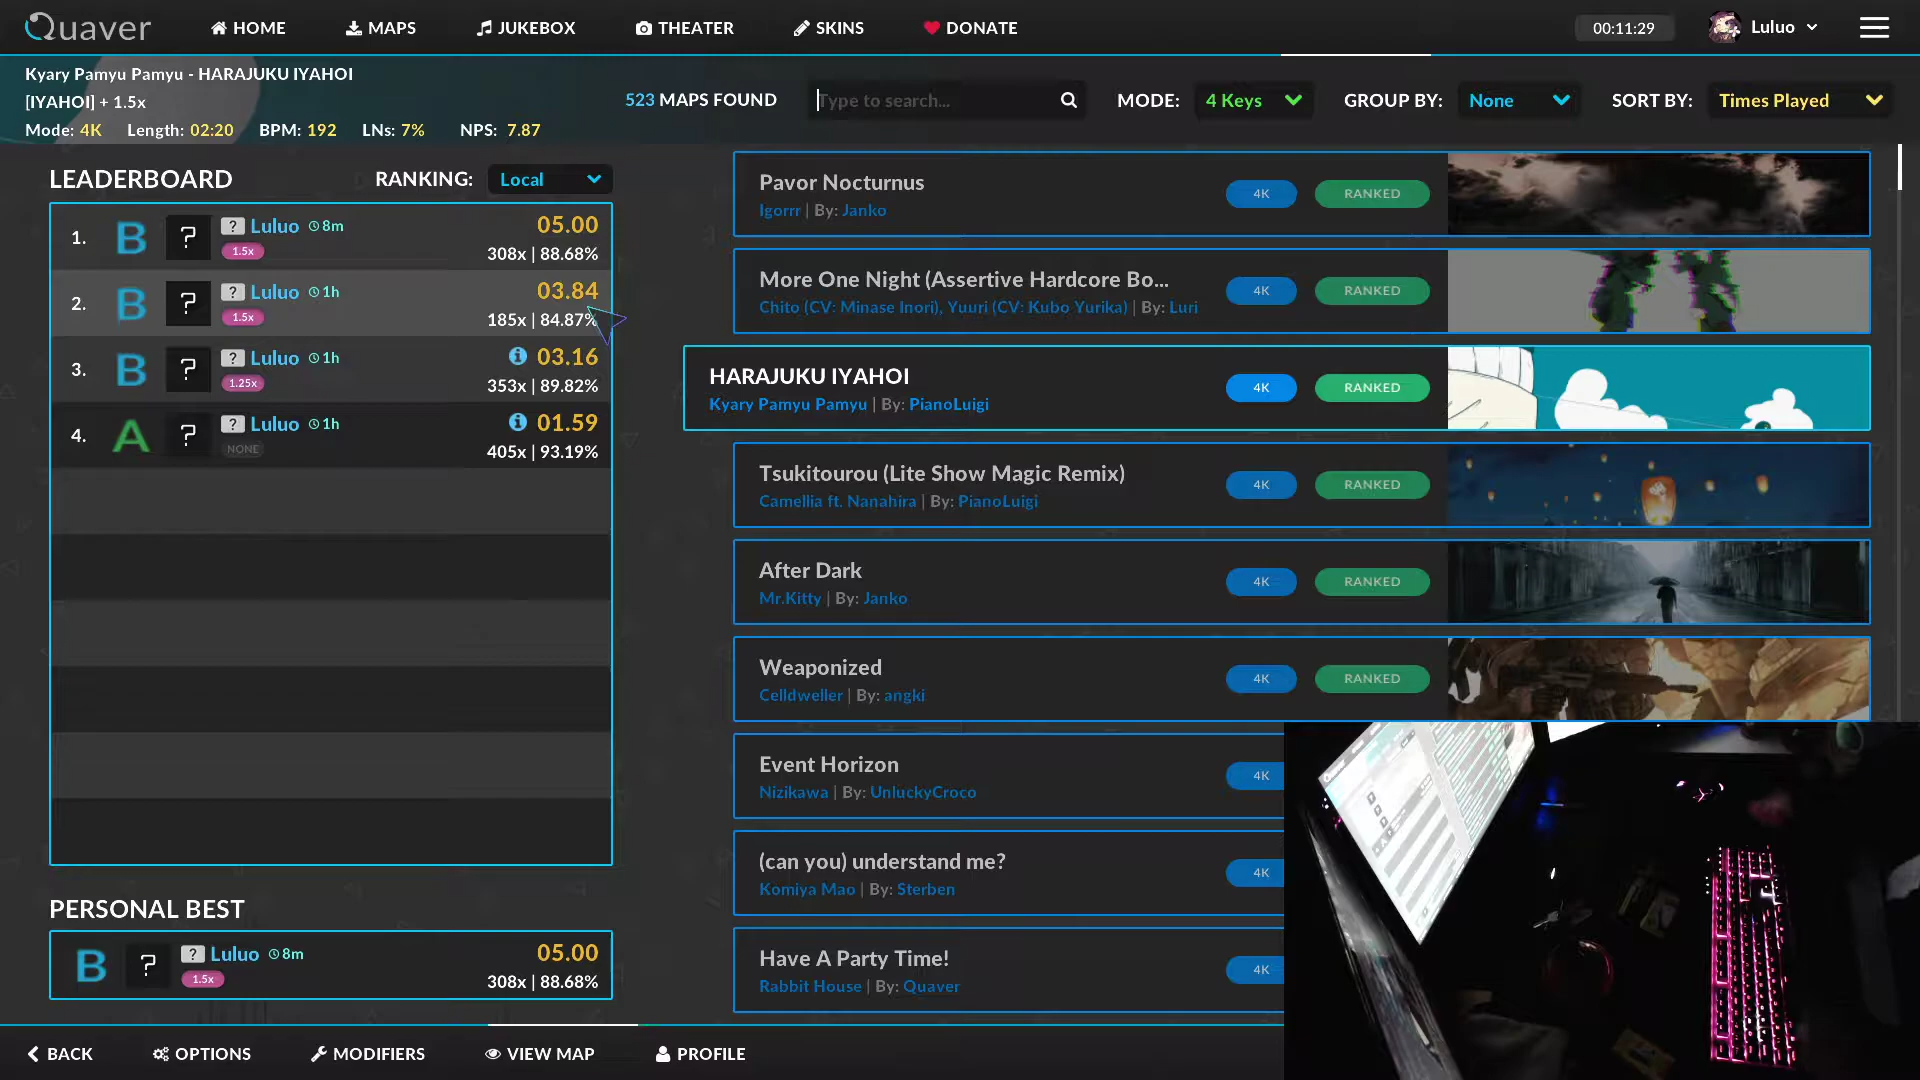 Quaver
HOME
MAPS
JUKEBOX
THEATER
SKINS
DONATE
00:11:29
Luluo
Kyary Pamyu Pamyu - HARAJUKU IYAHOI
[IYAHOI] + 1.5x
Mode: 4K Length: 02:20 BPM: 192 LNs: 7% NPS: 7.87
523 MAPS FOUND
Type to search...
MODE: 4 Keys
GROUP BY: None
SORT BY: Times Played
LEADERBOARD
RANKING: Local
1. B ? ? Luluo 8m 05.00
1.5x 308x | 88.68%
2. B ? ? Luluo 1h 03.84
1.5x 185x | 84.87%
3. B ? ? Luluo 1h 03.16
1.25x 353x | 89.82%
4. A ? ? Luluo 1h 01.59
NONE 405x | 93.19%
PERSONAL BEST
B ? ? Luluo 8m 05.00
1.5x 308x | 88.68%
Pavor Nocturnus
Igorrr | By: Janko
4K RANKED
More One Night (Assertive Hardcore Bo...
Chito (CV: Minase Inori), Yuuri (CV: Kubo Yurika) | By: Luri
4K RANKED
HARAJUKU IYAHOI
Kyary Pamyu Pamyu | By: PianoLuigi
4K RANKED
Tsukitourou (Lite Show Magic Remix)
Camellia ft. Nanahira | By: PianoLuigi
4K RANKED
After Dark
Mr.Kitty | By: Janko
4K RANKED
Weaponized
Celldweller | By: angki
4K RANKED
Event Horizon
Nizikawa | By: UnluckyCroco
4K
(can you) understand me?
Komiya Mao | By: Sterben
4K
Have A Party Time!
Rabbit House | By: Quaver
4K
BACK
OPTIONS
MODIFIERS
VIEW MAP
PROFILE